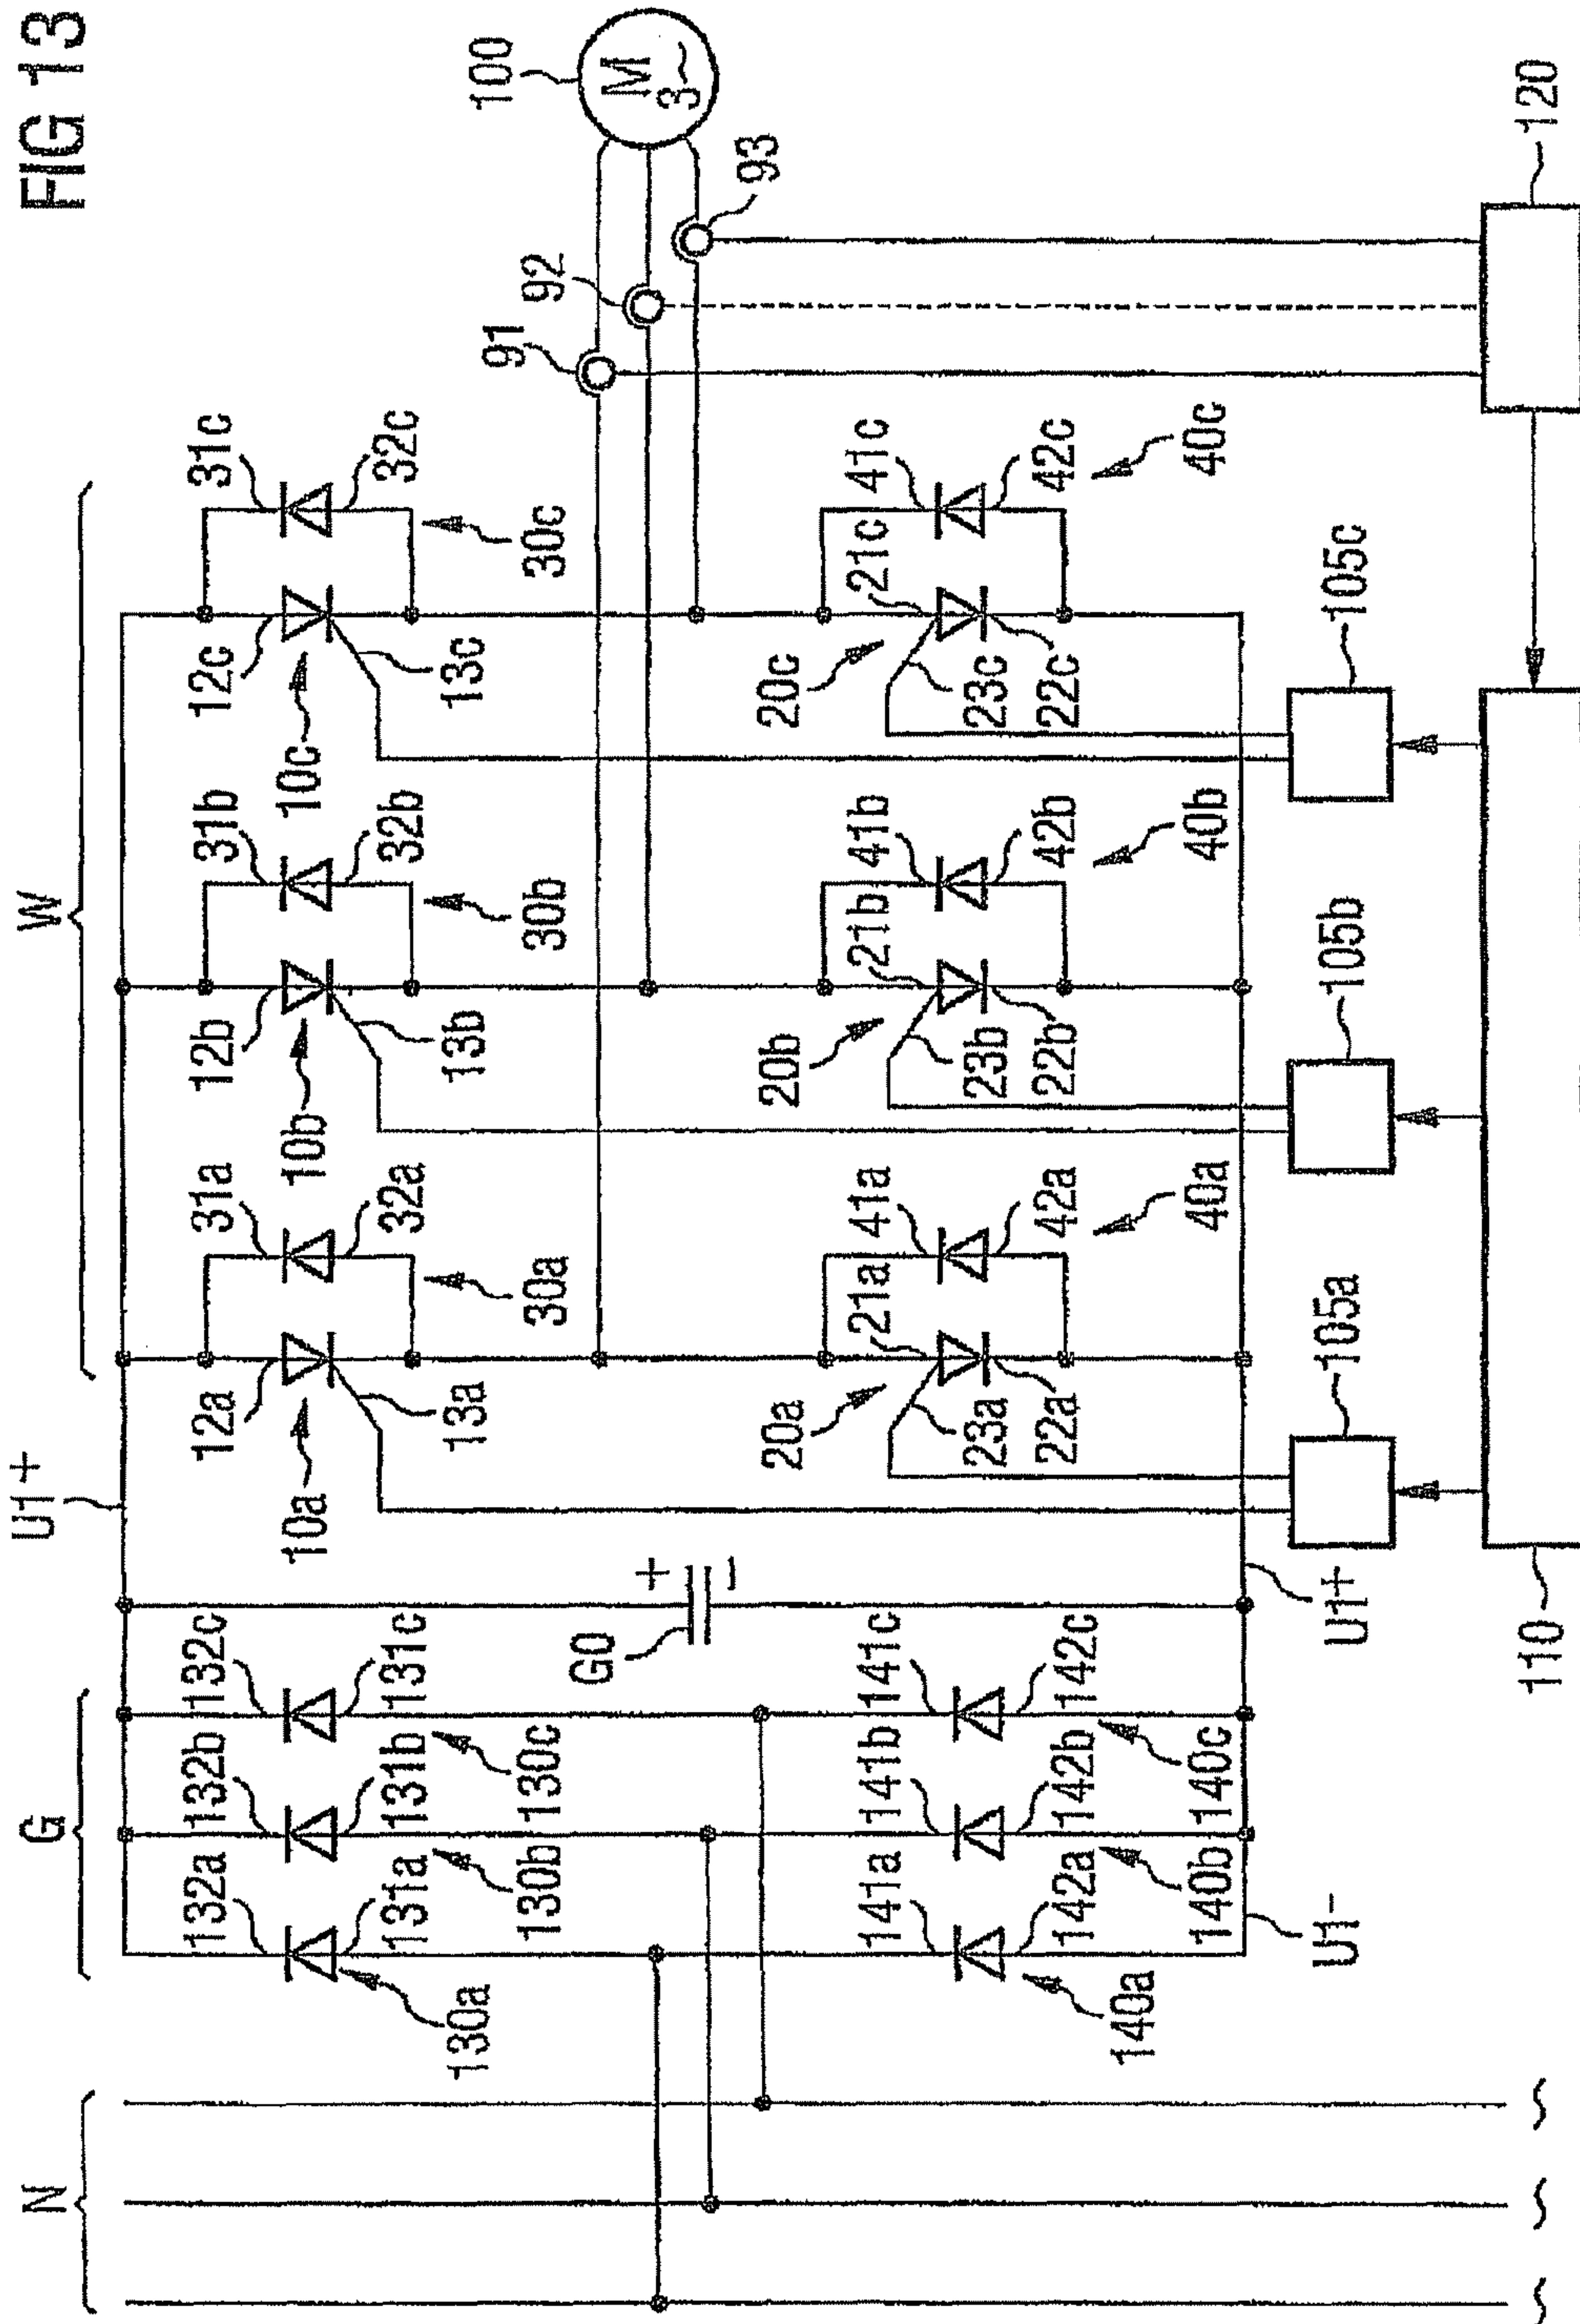 FIG 13
N
G
U1+
W
132a
132b
132c
12a
31a
12b
31b
12c
31c
131a
131b
131c
10a
32a
10b
32b
10c
32c
130a
130b
130c
13a
30a
13b
30b
13c
30c
100
M
3~
G0
+
−
91
92
93
141a
141b
141c
20a
21a
41a
20b
21b
41b
20c
21c
41c
142a
142b
142c
23a
22a
42a
23b
22b
42b
23c
22c
42c
140a
140b
140c
40a
40b
40c
U1-
U1+
105a
105b
105c
110
120